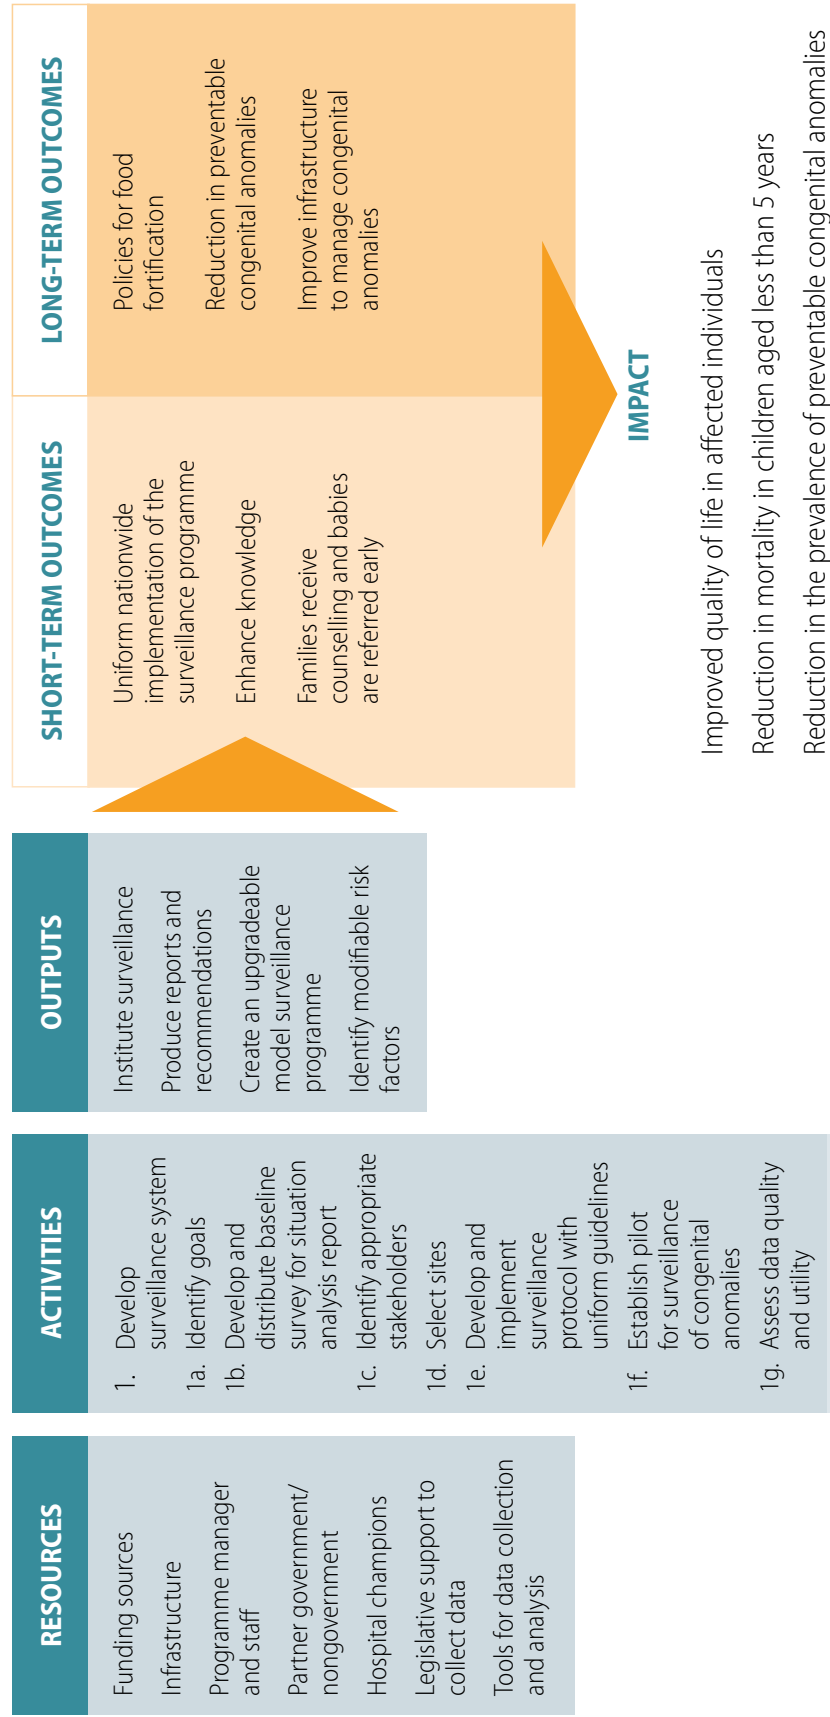 RESOURCES
Funding sources
Infrastructure
Programme manager
and staff
Partner government/
nongovernment
Hospital champions
Legislative support to
collect data
Tools for data collection
and analysis
ACTIVITIES
1. Develop
surveillance system
1a. Identify goals
1b. Develop and
distribute baseline
survey for situation
analysis report
1c. Identify appropriate
stakeholders
1d. Select sites
1e. Develop and
implement
surveillance
protocol with
uniform guidelines
1f. Establish pilot
for surveillance
of congenital
anomalies
1g. Assess data quality
and utility
OUTPUTS
Institute surveillance
Produce reports and
recommendations
Create an upgradeable
model surveillance
programme
Identify modifiable risk
factors
SHORT-TERM OUTCOMES
Uniform nationwide
implementation of the
surveillance programme
Enhance knowledge
Families receive
counselling and babies
are referred early
LONG-TERM OUTCOMES
Policies for food
fortification
Reduction in preventable
congenital anomalies
Improve infrastructure
to manage congenital
anomalies
IMPACT
Improved quality of life in affected individuals
Reduction in mortality in children aged less than 5 years
Reduction in the prevalence of preventable congenital anomalies